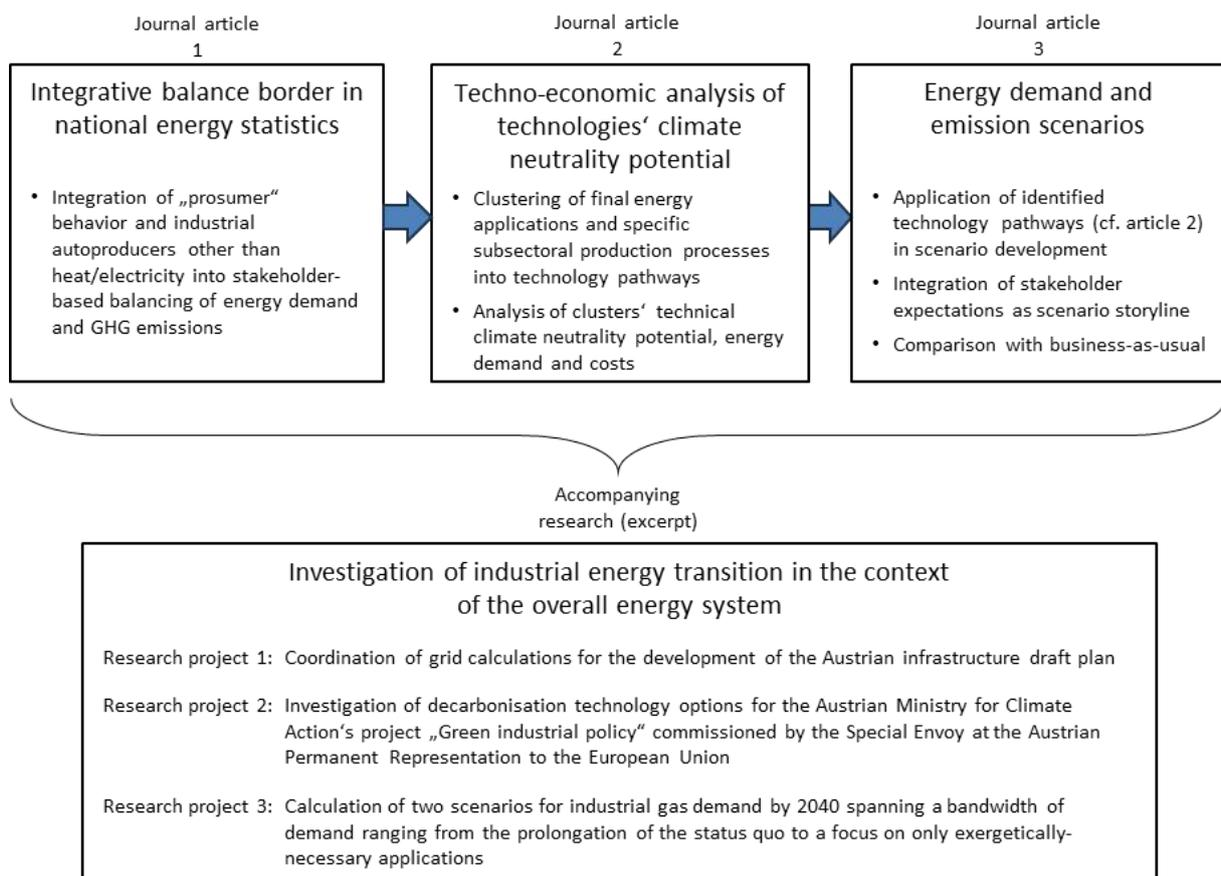 Journal article
1
Integrative balance border in
national energy statistics
• Integration of „prosumer“
behavior and industrial
autoproducers other than
heat/electricity into stakeholder-
based balancing of energy demand
and GHG emissions
Journal article
2
Techno-economic analysis of
technologies‘ climate
neutrality potential
• Clustering of final energy
applications and specific
subsectoral production processes
into technology pathways
• Analysis of clusters‘ technical
climate neutrality potential, energy
demand and costs
Journal article
3
Energy demand and
emission scenarios
• Application of identified
technology pathways (cf. article 2)
in scenario development
• Integration of stakeholder
expectations as scenario storyline
• Comparison with business-as-usual
Accompanying
research (excerpt)
Investigation of industrial energy transition in the context
of the overall energy system
Research project 1: Coordination of grid calculations for the development of the Austrian infrastructure draft plan
Research project 2: Investigation of decarbonisation technology options for the Austrian Ministry for Climate
Action‘s project „Green industrial policy“ commissioned by the Special Envoy at the Austrian
Permanent Representation to the European Union
Research project 3: Calculation of two scenarios for industrial gas demand by 2040 spanning a bandwidth of
demand ranging from the prolongation of the status quo to a focus on only exergetically-
necessary applications